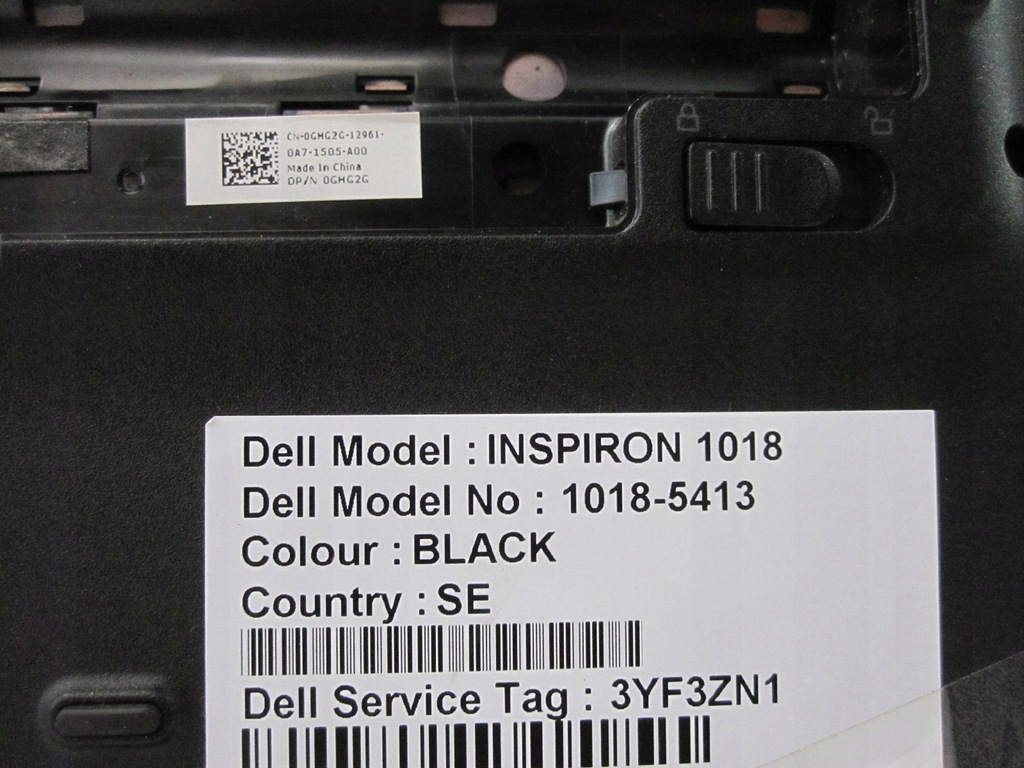 CN-0GHG2G-12961-
0A7-1505-A00
Made In China
DP/N 0GHG2G
Dell Model : INSPIRON 1018
Dell Model No : 1018-5413
Colour : BLACK
Country : SE
Dell Service Tag : 3YF3ZN1